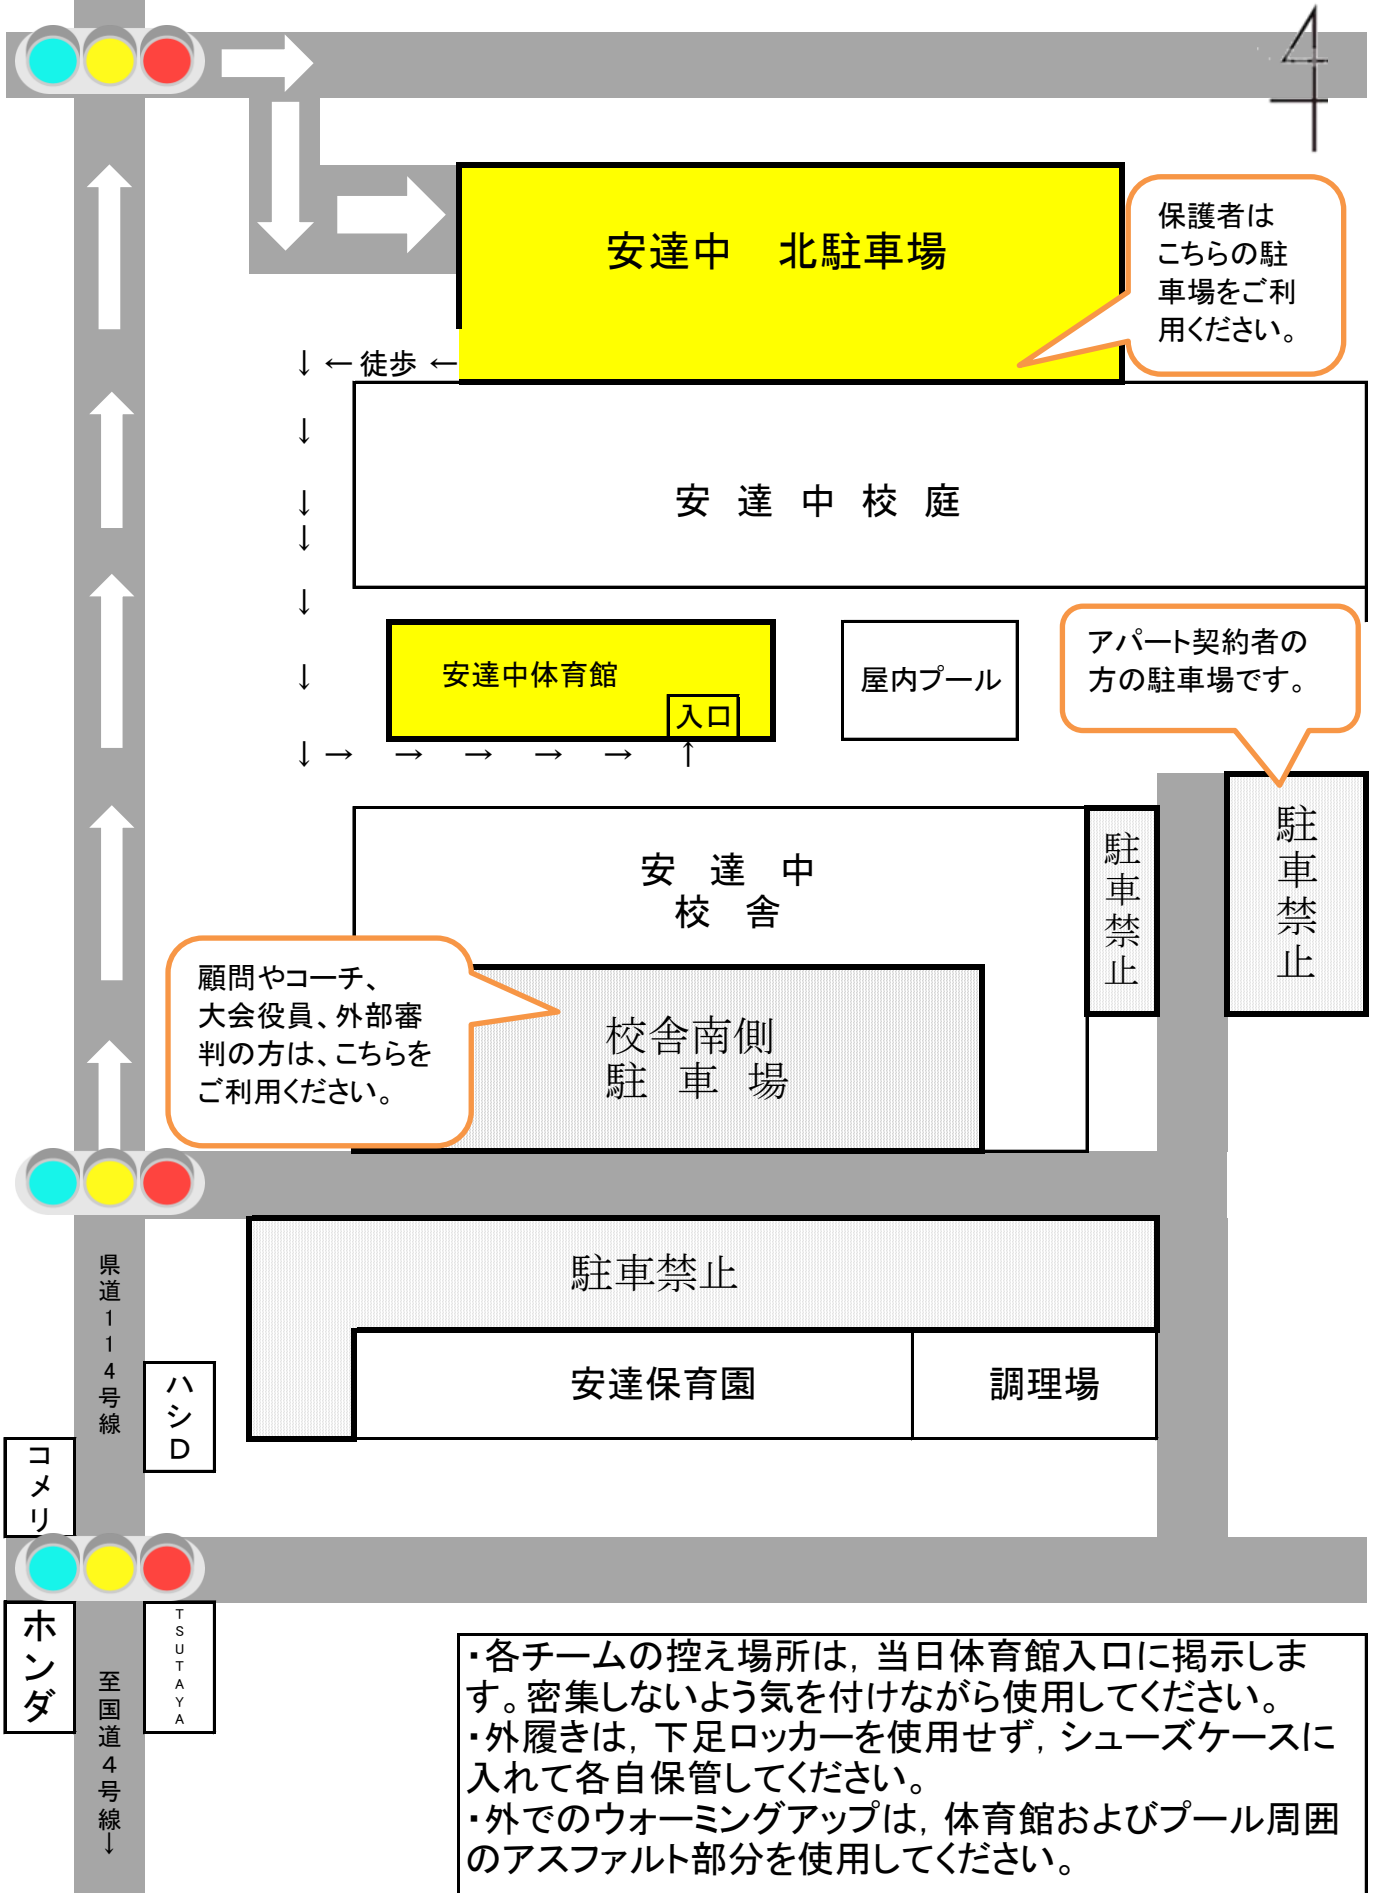 安達中　北駐車場
保護者は
こちらの駐
車場をご利
用ください。
↓ ← 徒歩 ←
↓
↓
↓
↓
↓
↓ → → → → → ↑
安 達 中 校 庭
安達中体育館
入口
屋内プール
アパート契約者の
方の駐車場です。
駐車禁止
駐車禁止
安 達 中
校 舎
顧問やコーチ、
大会役員、外部審
判の方は、こちらを
ご利用ください。
校舎南側
駐 車 場
駐車禁止
安達保育園
調理場
県道114号線
ハシD
コメリ
ホンダ
TSUTAYA
至国道４号線↓
・各チームの控え場所は，当日体育館入口に掲示しま
す。密集しないよう気を付けながら使用してください。
・外履きは，下足ロッカーを使用せず，シューズケースに
入れて各自保管してください。
・外でのウォーミングアップは，体育館およびプール周囲
のアスファルト部分を使用してください。